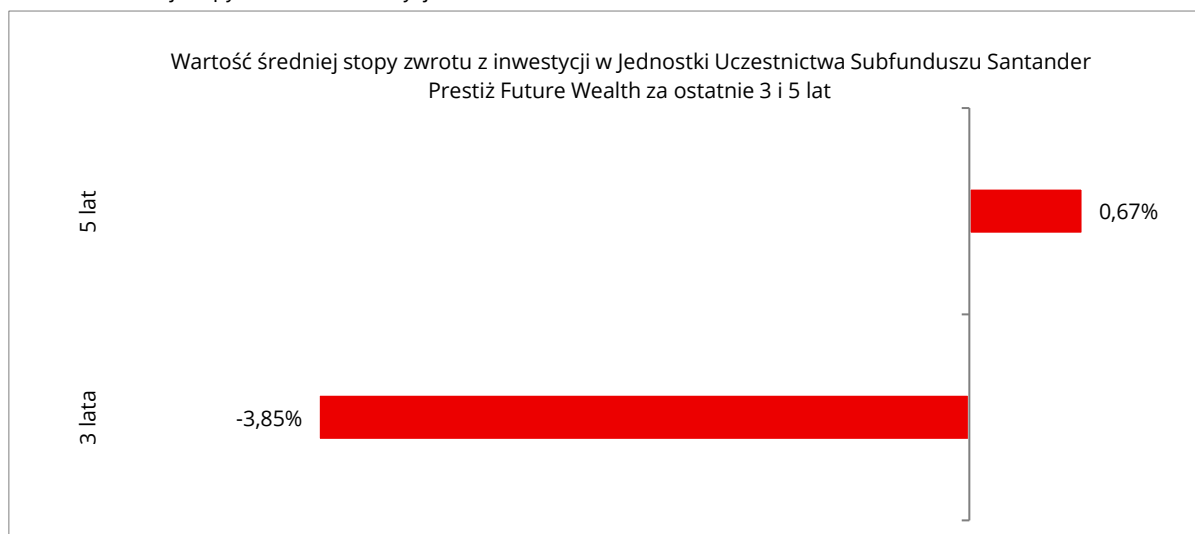 Wartość średniej stopy zwrotu z inwestycji w Jednostki Uczestnictwa Subfunduszu Santander
Prestiż Future Wealth za ostatnie 3 i 5 lat
5 lat
0,67%
3 lata
-3,85%